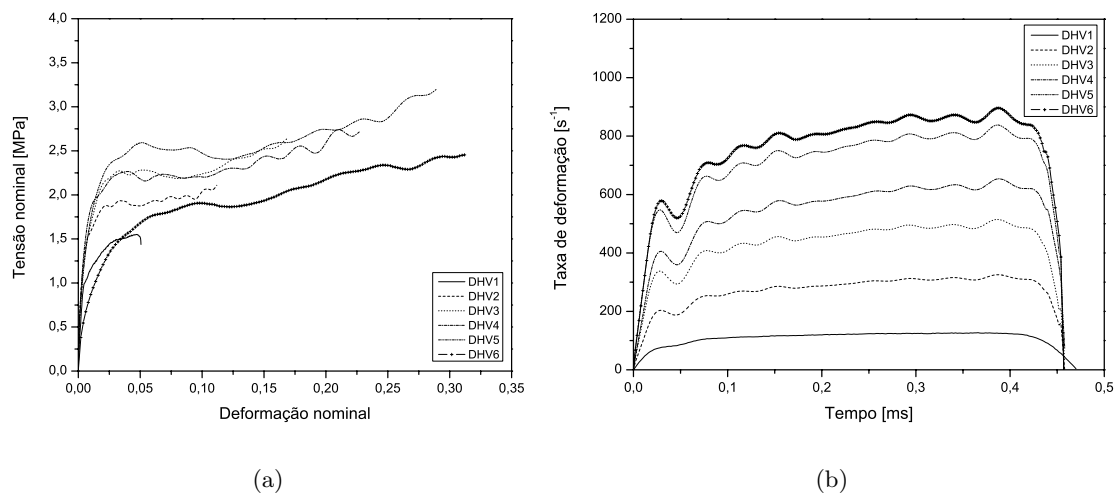 4,0
3,5
3,0
2,5
2,0
1,5
1,0
0,5
0,0
Tensão nominal [MPa]
0,00
0,05
0,10
0,15
0,20
0,25
0,30
0,35
Deformação nominal
DHV1
DHV2
DHV3
DHV4
DHV5
DHV6
(a)
1200
1000
800
600
400
200
0
Taxa de deformação [s⁻¹]
0,0
0,1
0,2
0,3
0,4
0,5
Tempo [ms]
DHV1
DHV2
DHV3
DHV4
DHV5
DHV6
(b)